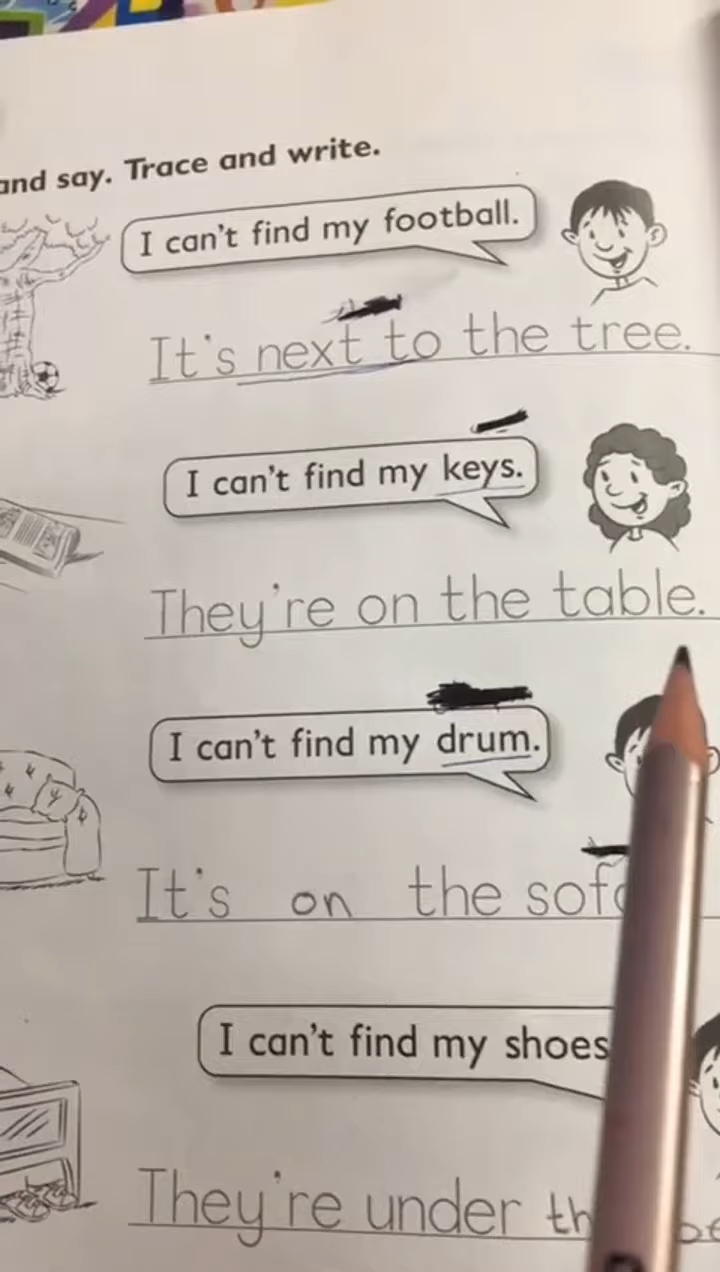 and say. Trace and write.
I can't find my football.
It's next to the tree.
I can't find my keys.
They're on the table.
I can't find my drum.
It's on the
I can't find my shoes
They're under